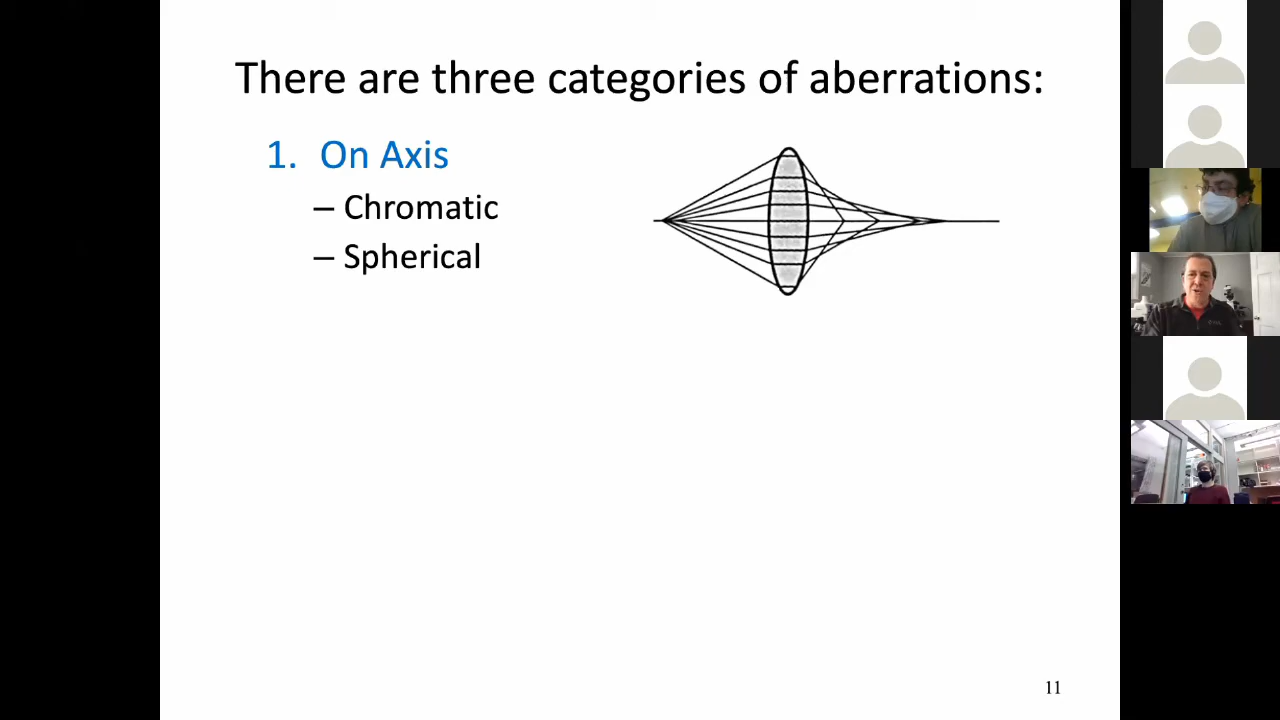 There are three categories of aberrations:
1. On Axis
– Chromatic
– Spherical
11